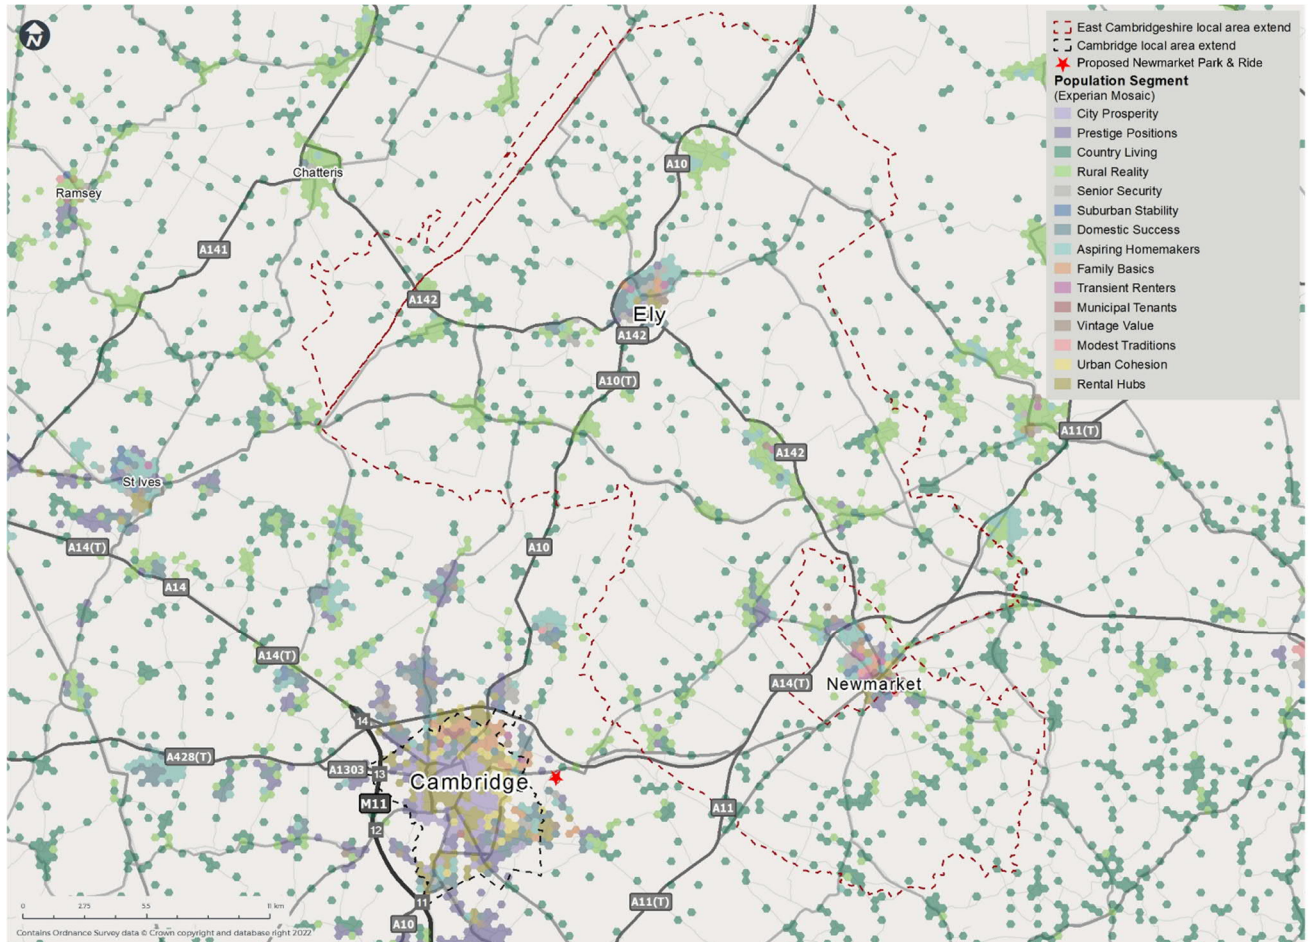 N
East Cambridgeshire local area extend
Cambridge local area extend
Proposed Newmarket Park & Ride
Population Segment
(Experian Mosaic)
City Prosperity
Prestige Positions
Country Living
Rural Reality
Senior Security
Suburban Stability
Domestic Success
Aspiring Homemakers
Family Basics
Transient Renters
Municipal Tenants
Vintage Value
Modest Traditions
Urban Cohesion
Rental Hubs
A10
Chatteris
Ramsey
A141
A142
Ely
A142
A10(T)
A11(T)
A142
St Ives
A14(T)
A10
A14
A14(T)
A14(T)
Newmarket
14
A428(T)
A1303
13
Cambridge
M11
A11
12
11
A11(T)
A10
0 2.75 5.5 11 km
Contains Ordnance Survey data © Crown copyright and database right 2022